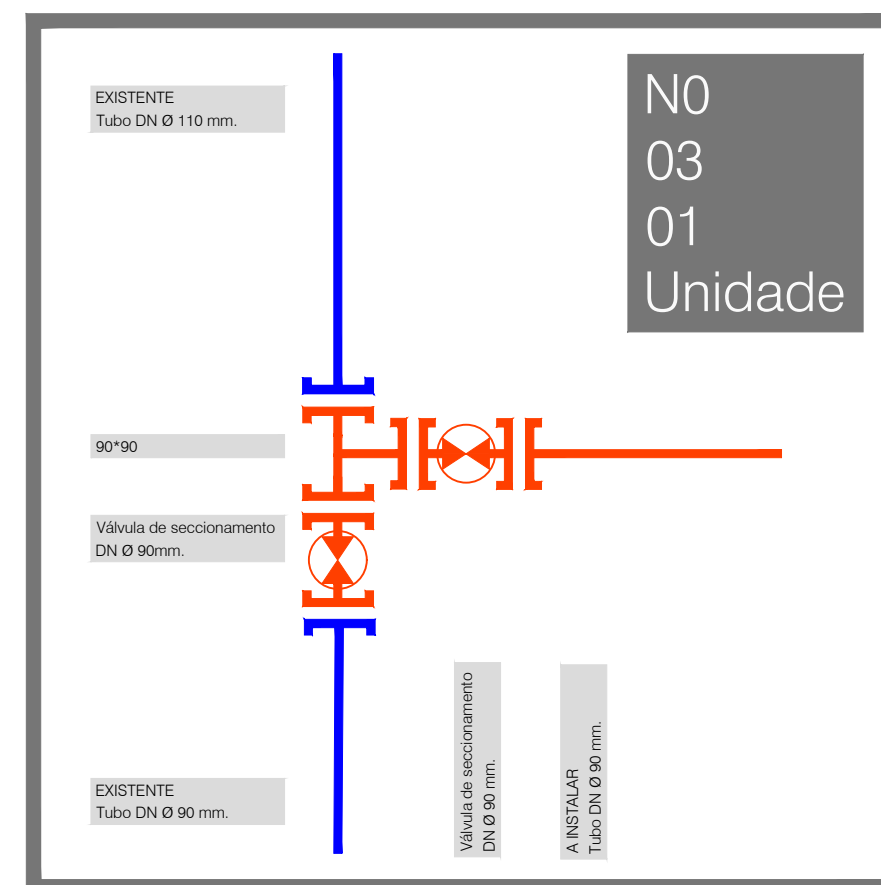 EXISTENTE
Tubo DN Ø 110 mm.
N0
03
01
Unidade
90*90
Válvula de seccionamento
DN Ø 90mm.
EXISTENTE
Tubo DN Ø 90 mm.
Válvula de seccionamento
DN Ø 90 mm.
A INSTALAR
Tubo DN Ø 90 mm.